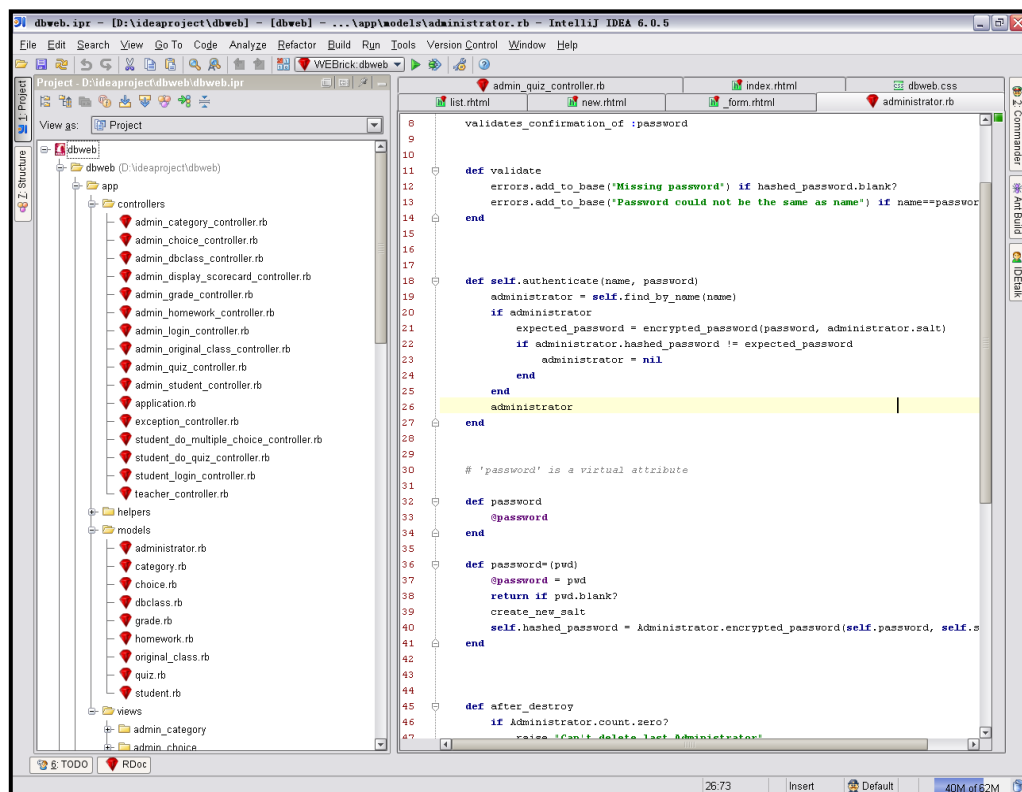 dbweb.ipr - [D:\ideaproject\dbweb] - [dbweb] - ...\app\models\administrator.rb - IntelliJ IDEA 6.0.5
File Edit Search View Go To Code Analyze Refactor Build Run Tools Version Control Window Help
WEBrick: dbweb
1: Project
7: Structure
Project - D:\ideaproject\dbweb\dbweb.ipr
View as: Project
dbweb
dbweb (D:\ideaproject\dbweb)
app
controllers
admin_category_controller.rb
admin_choice_controller.rb
admin_dbclass_controller.rb
admin_display_scorecard_controller.rb
admin_grade_controller.rb
admin_homework_controller.rb
admin_login_controller.rb
admin_original_class_controller.rb
admin_quiz_controller.rb
admin_student_controller.rb
application.rb
exception_controller.rb
student_do_multiple_choice_controller.rb
student_do_quiz_controller.rb
student_login_controller.rb
teacher_controller.rb
helpers
models
administrator.rb
category.rb
choice.rb
dbclass.rb
grade.rb
homework.rb
original_class.rb
quiz.rb
student.rb
views
admin_category
admin_choice
admin_quiz_controller.rb index.rhtml dbweb.css
list.rhtml new.rhtml _form.rhtml administrator.rb
8 validates_confirmation_of :password
9
10
11 def validate
12 errors.add_to_base("Missing password") if hashed_password.blank?
13 errors.add_to_base("Password could not be the same as name") if name==passwor
14 end
15
16
17
18 def self.authenticate(name, password)
19 administrator = self.find_by_name(name)
20 if administrator
21 expected_password = encrypted_password(password, administrator.salt)
22 if administrator.hashed_password != expected_password
23 administrator = nil
24 end
25 end
26 administrator
27 end
28
29
30 # 'password' is a virtual attribute
31
32 def password
33 @password
34 end
35
36 def password=(pwd)
37 @password = pwd
38 return if pwd.blank?
39 create_new_salt
40 self.hashed_password = Administrator.encrypted_password(self.password, self.s
41 end
42
43
44
45 def after_destroy
46 if Administrator.count.zero?
47 raise "Can't delete last Administrator"
2: Commander
Ant Build
IDEtalk
6: TODO RDoc
26:73 Insert Default 40M of 62M